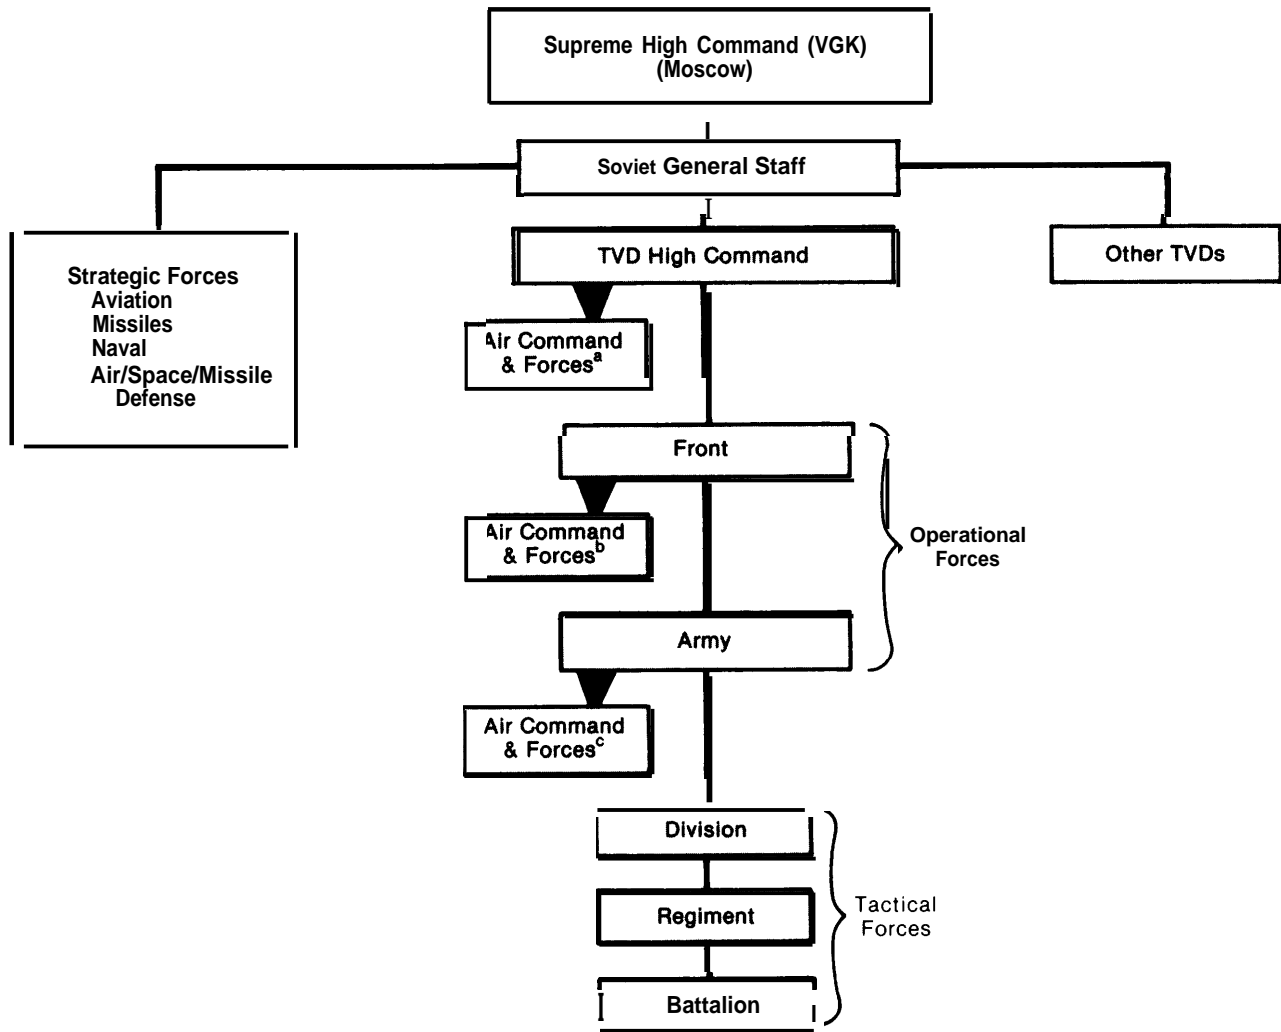 Supreme High Command (VGK)
(Moscow)
Soviet General Staff
TVD High Command
Other TVDs
Strategic Forces
Aviation
Missiles
Naval
Air/Space/Missile
Defense
Air Command
& Forcesª
Front
Air Command
& Forcesᵇ
Operational
Forces
Army
Air Command
& Forcesᶜ
Division
Regiment
Tactical
Forces
Battalion